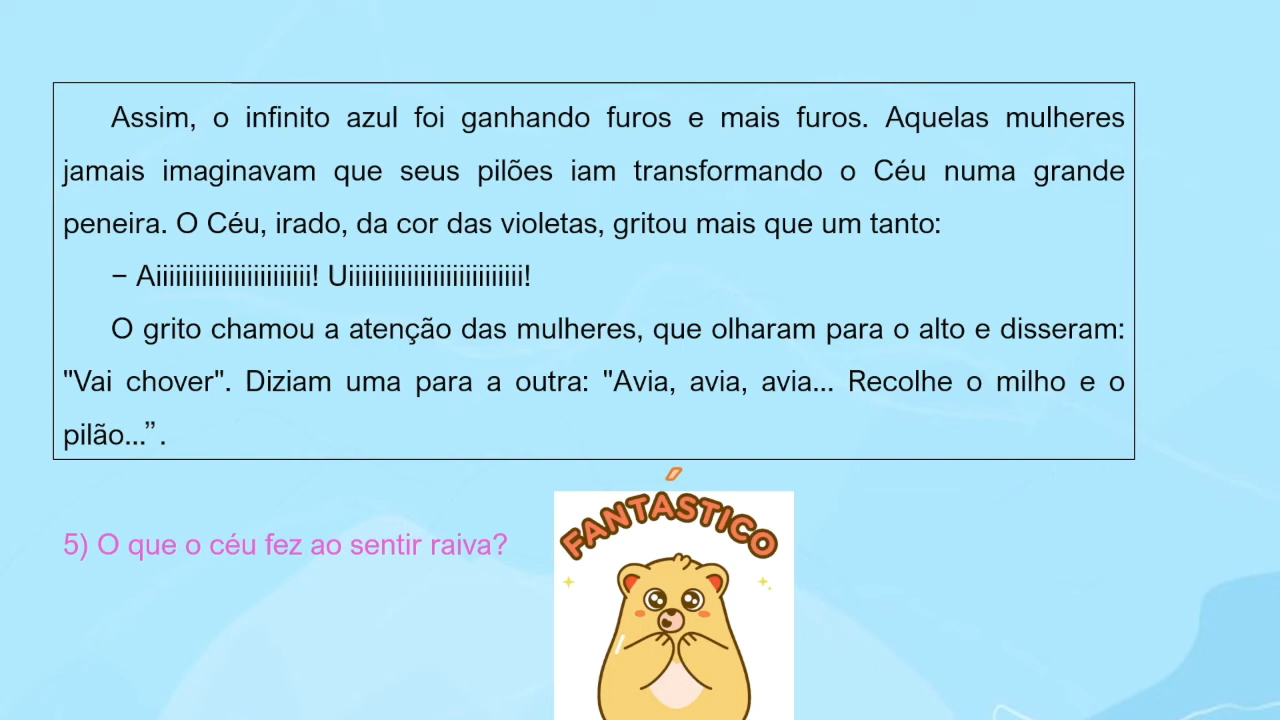 Assim, o infinito azul foi ganhando furos e mais furos. Aquelas mulheres
jamais imaginavam que seus pilões iam transformando o Céu numa grande
peneira. O Céu, irado, da cor das violetas, gritou mais que um tanto:
− Aiiiiiiiiiiiiiiiiiiiiiiii! Uiiiiiiiiiiiiiiiiiiiiiiiiiii!
O grito chamou a atenção das mulheres, que olharam para o alto e disseram:
"Vai chover". Diziam uma para a outra: "Avia, avia, avia... Recolhe o milho e o
pilão...”.
FANTÁSTICO
5) O que o céu fez ao sentir raiva?